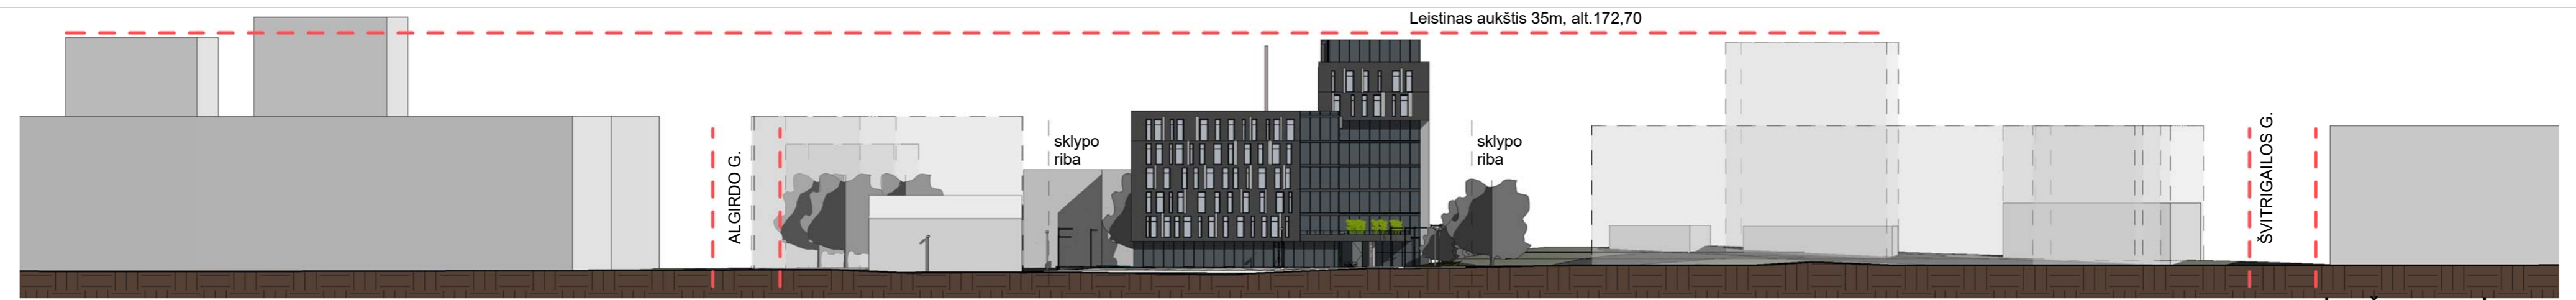 Leistinas aukštis 35m, alt.172,70
ALGIRDO G.
sklypo
riba
sklypo
riba
ŠVITRIGAILOS G.